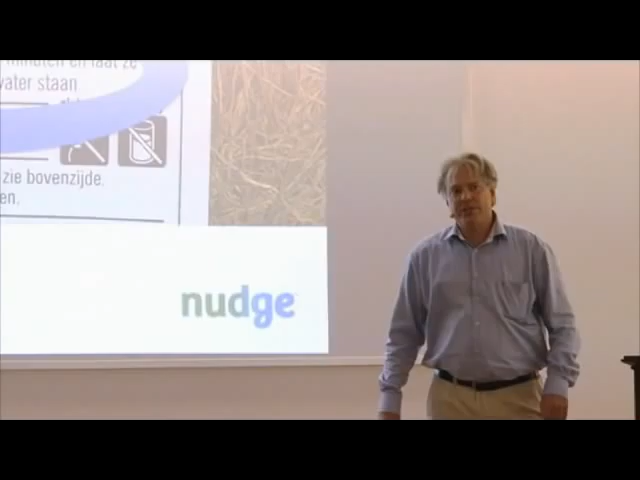 minuten en laat ze
water staan
zie bovenzijde.
en,
nudge